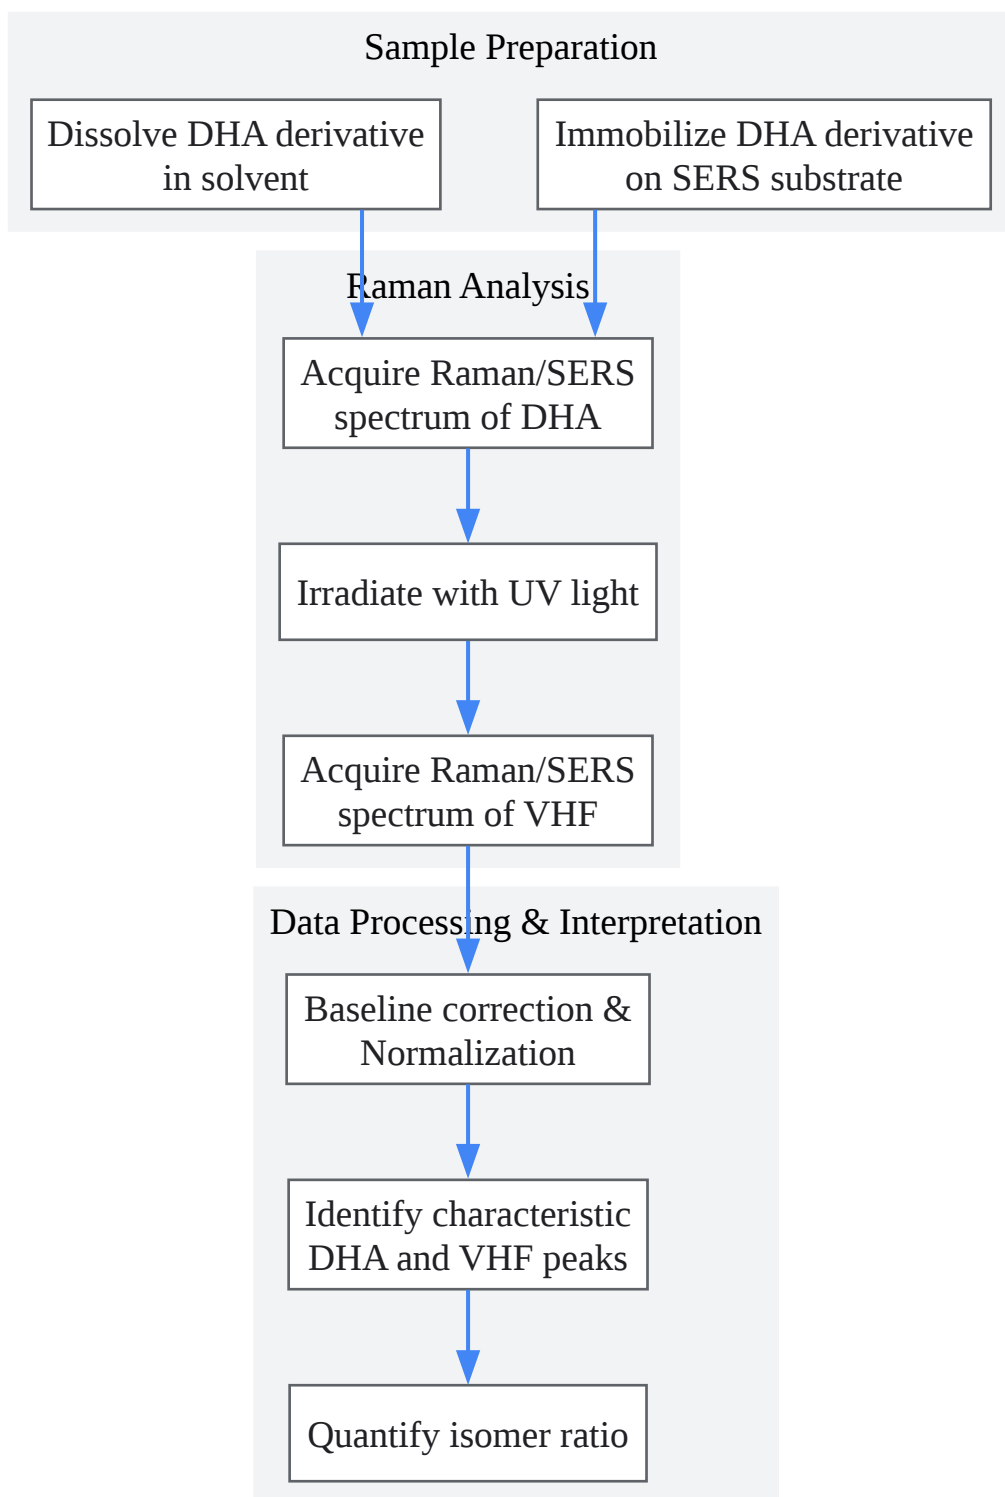 Sample Preparation
Dissolve DHA derivative
in solvent
Immobilize DHA derivative
on SERS substrate
Raman Analysis
Acquire Raman/SERS
spectrum of DHA
Irradiate with UV light
Acquire Raman/SERS
spectrum of VHF
Data Processing & Interpretation
Baseline correction &
Normalization
Identify characteristic
DHA and VHF peaks
Quantify isomer ratio